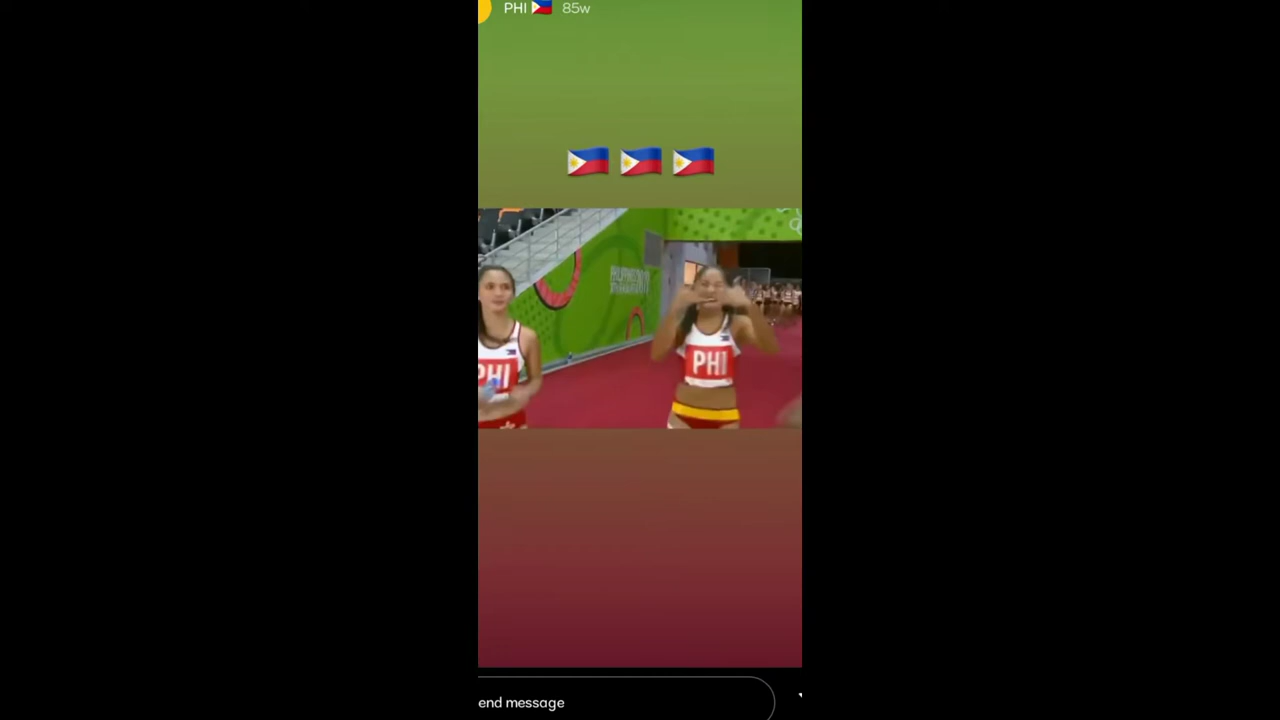 PHI 🇵🇭 85w
🇵🇭 🇵🇭 🇵🇭
PHI
PHI
end message